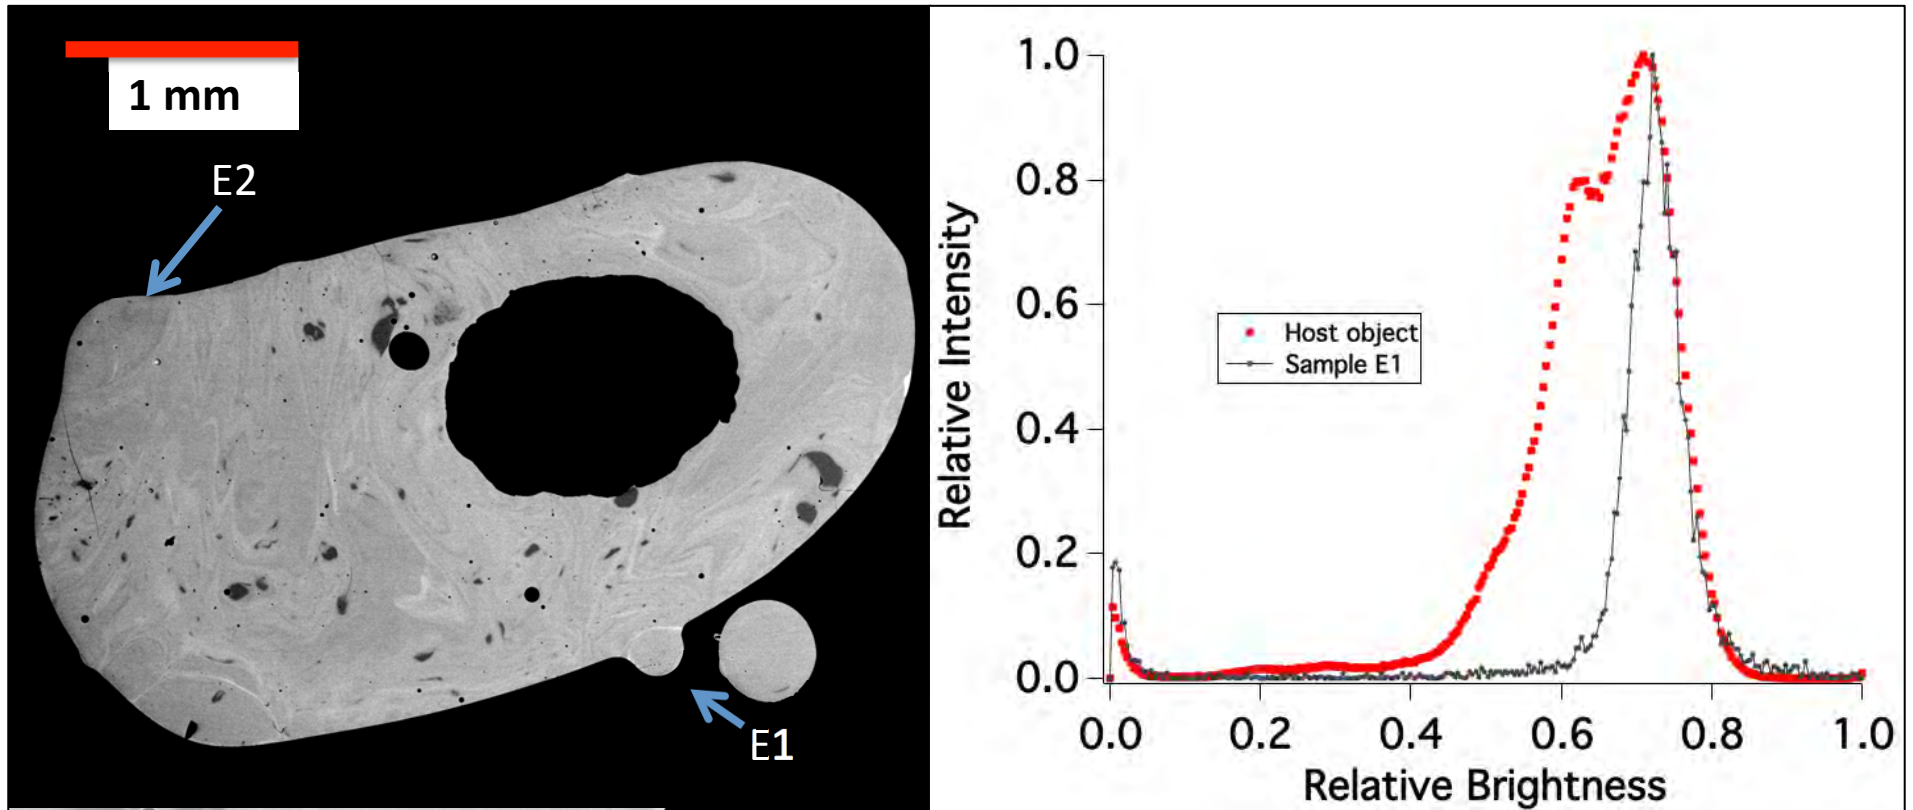 1 mm
E2
E1
Relative Intensity
1.0
0.8
0.6
0.4
0.2
0.0
Host object
Sample E1
0.0 0.2 0.4 0.6 0.8 1.0
Relative Brightness